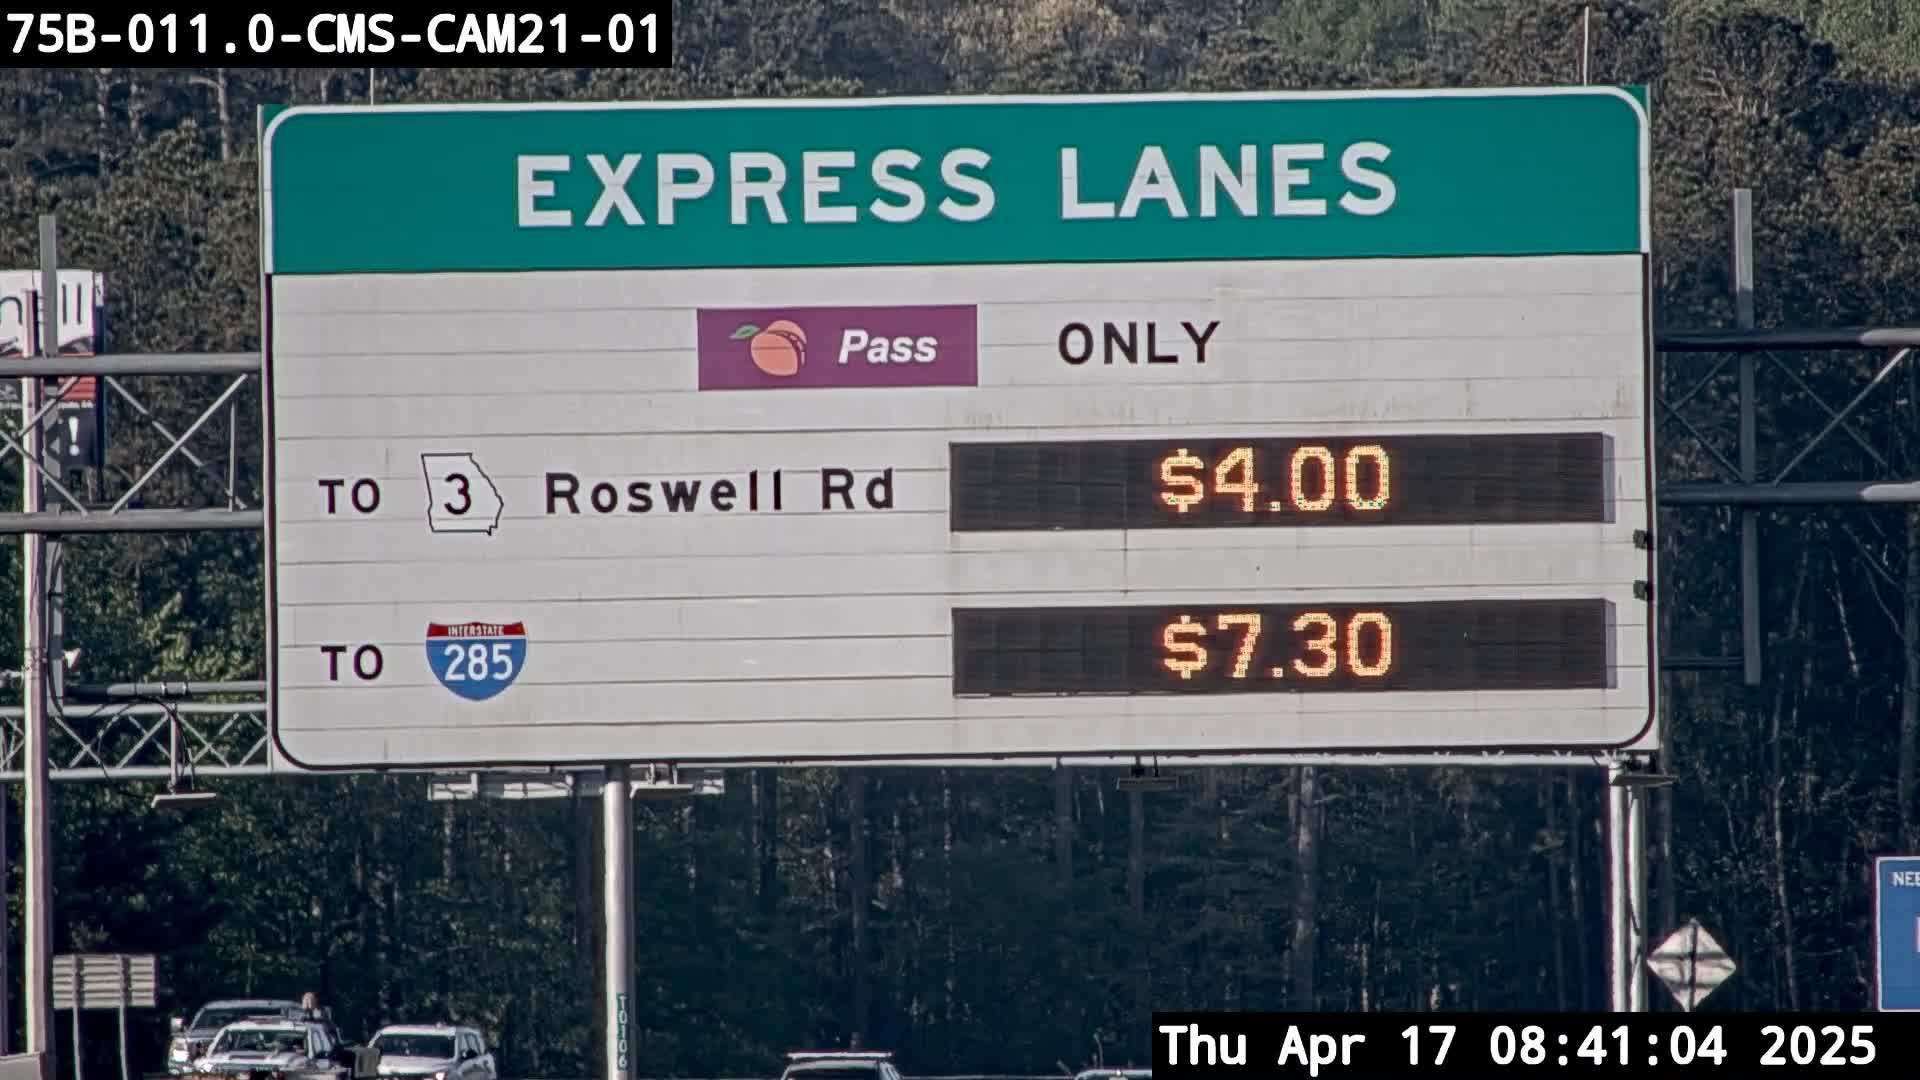 75B-011.0-CMS-CAM21-01
EXPRESS LANES
Pass ONLY
TO 3 Roswell Rd $4.00
TO INTERSTATE 285 $7.30
!
T0106
Thu Apr 17 08:41:04 2025